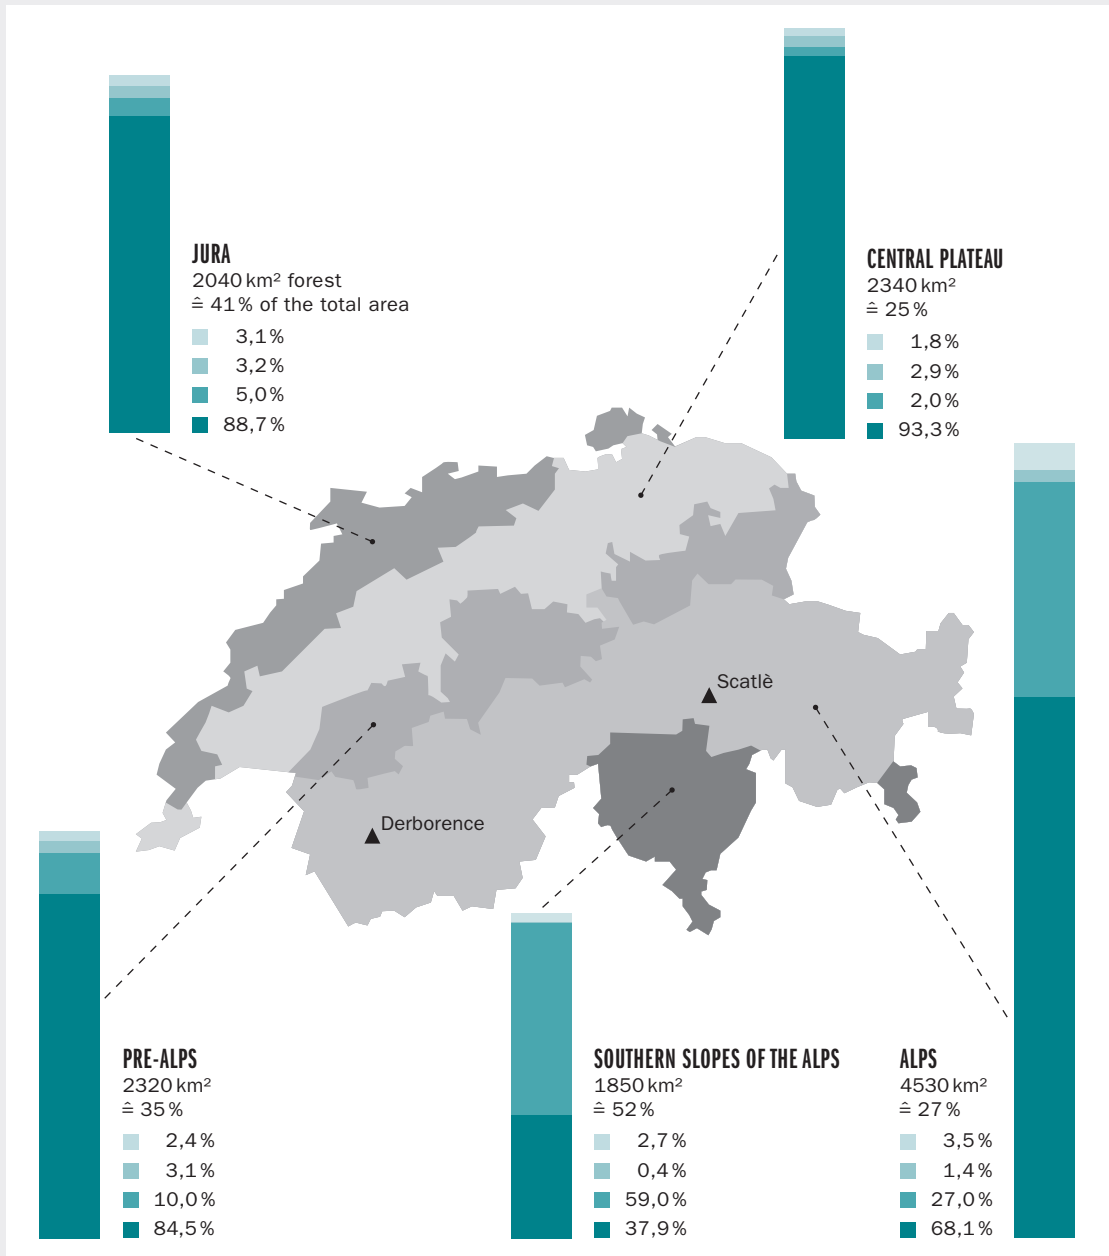 JURA
2040 km² forest
≙ 41% of the total area
3,1%
3,2%
5,0%
88,7%
CENTRAL PLATEAU
2340 km²
≙ 25%
1,8%
2,9%
2,0%
93,3%
Scatlè
Derborence
PRE-ALPS
2320 km²
≙ 35%
2,4%
3,1%
10,0%
84,5%
SOUTHERN SLOPES OF THE ALPS
1850 km²
≙ 52%
2,7%
0,4%
59,0%
37,9%
ALPS
4530 km²
≙ 27%
3,5%
1,4%
27,0%
68,1%